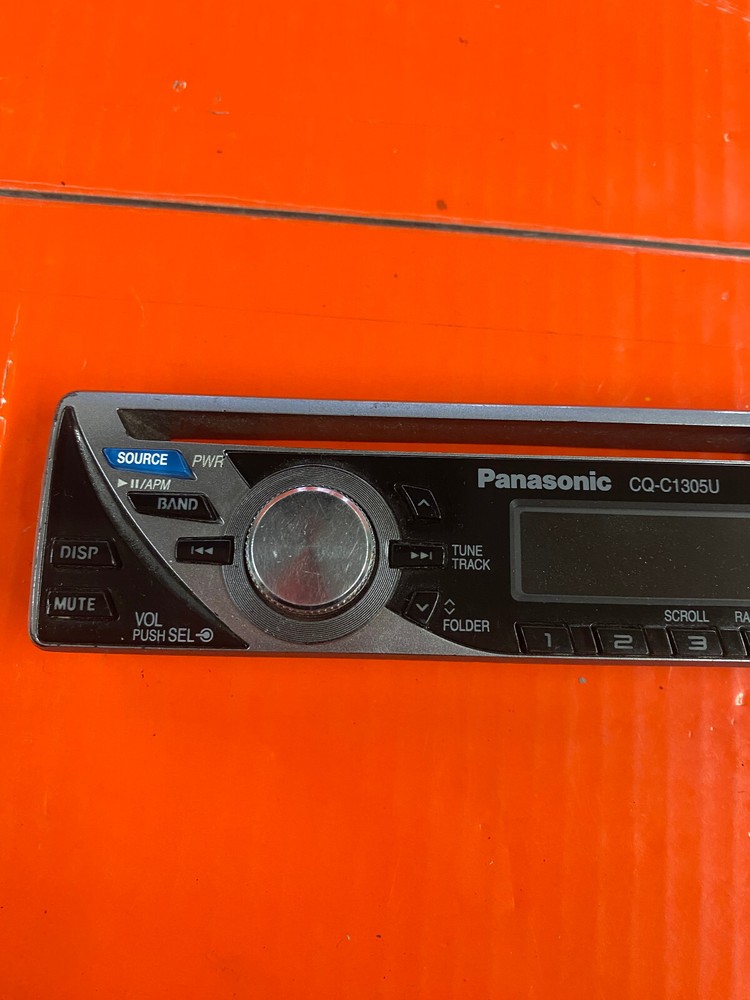 SOURCE PWR
▶II/APM
BAND
Panasonic CQ-C1305U
DISP
TUNE
TRACK
MUTE
VOL
PUSH SEL
FOLDER
SCROLL RA
1 2 3